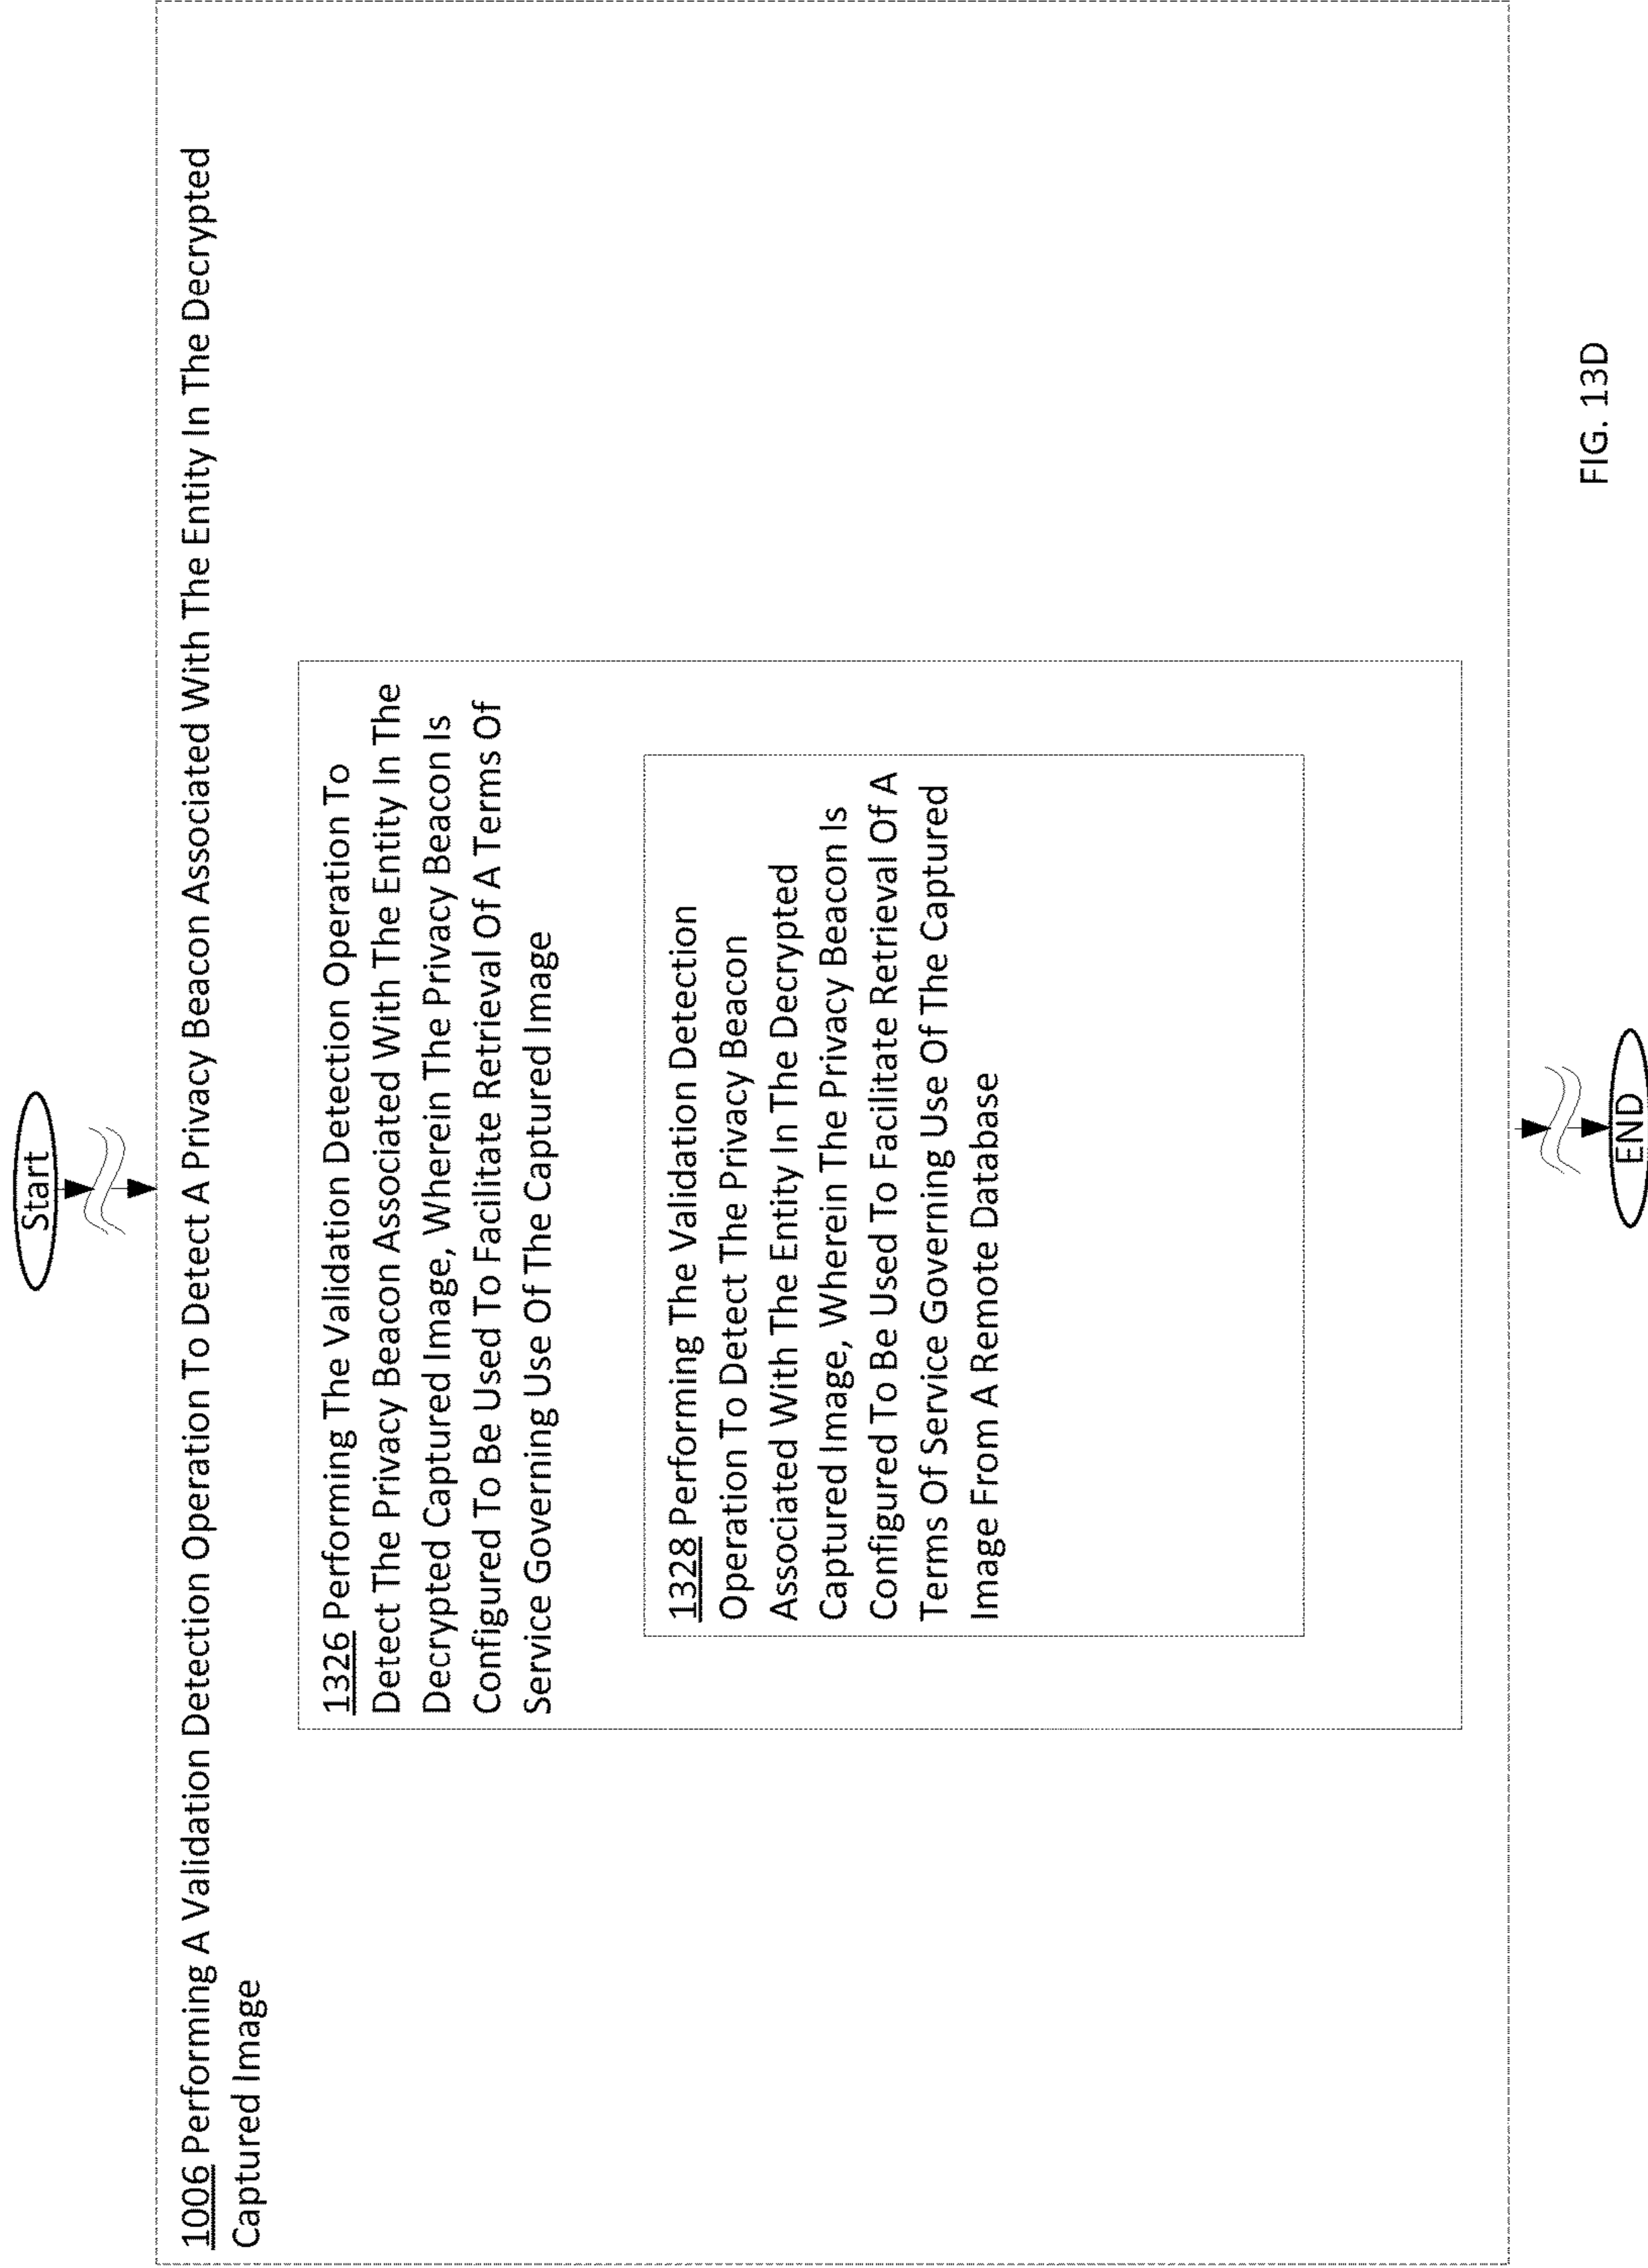 Start
1006 Performing A Validation Detection Operation To Detect A Privacy Beacon Associated With The Entity In The Decrypted
Captured Image
1326 Performing The Validation Detection Operation To
Detect The Privacy Beacon Associated With The Entity In The
Decrypted Captured Image, Wherein The Privacy Beacon Is
Configured To Be Used To Facilitate Retrieval Of A Terms Of
Service Governing Use Of The Captured Image
1328 Performing The Validation Detection
Operation To Detect The Privacy Beacon
Associated With The Entity In The Decrypted
Captured Image, Wherein The Privacy Beacon Is
Configured To Be Used To Facilitate Retrieval Of A
Terms Of Service Governing Use Of The Captured
Image From A Remote Database
END
FIG. 13D